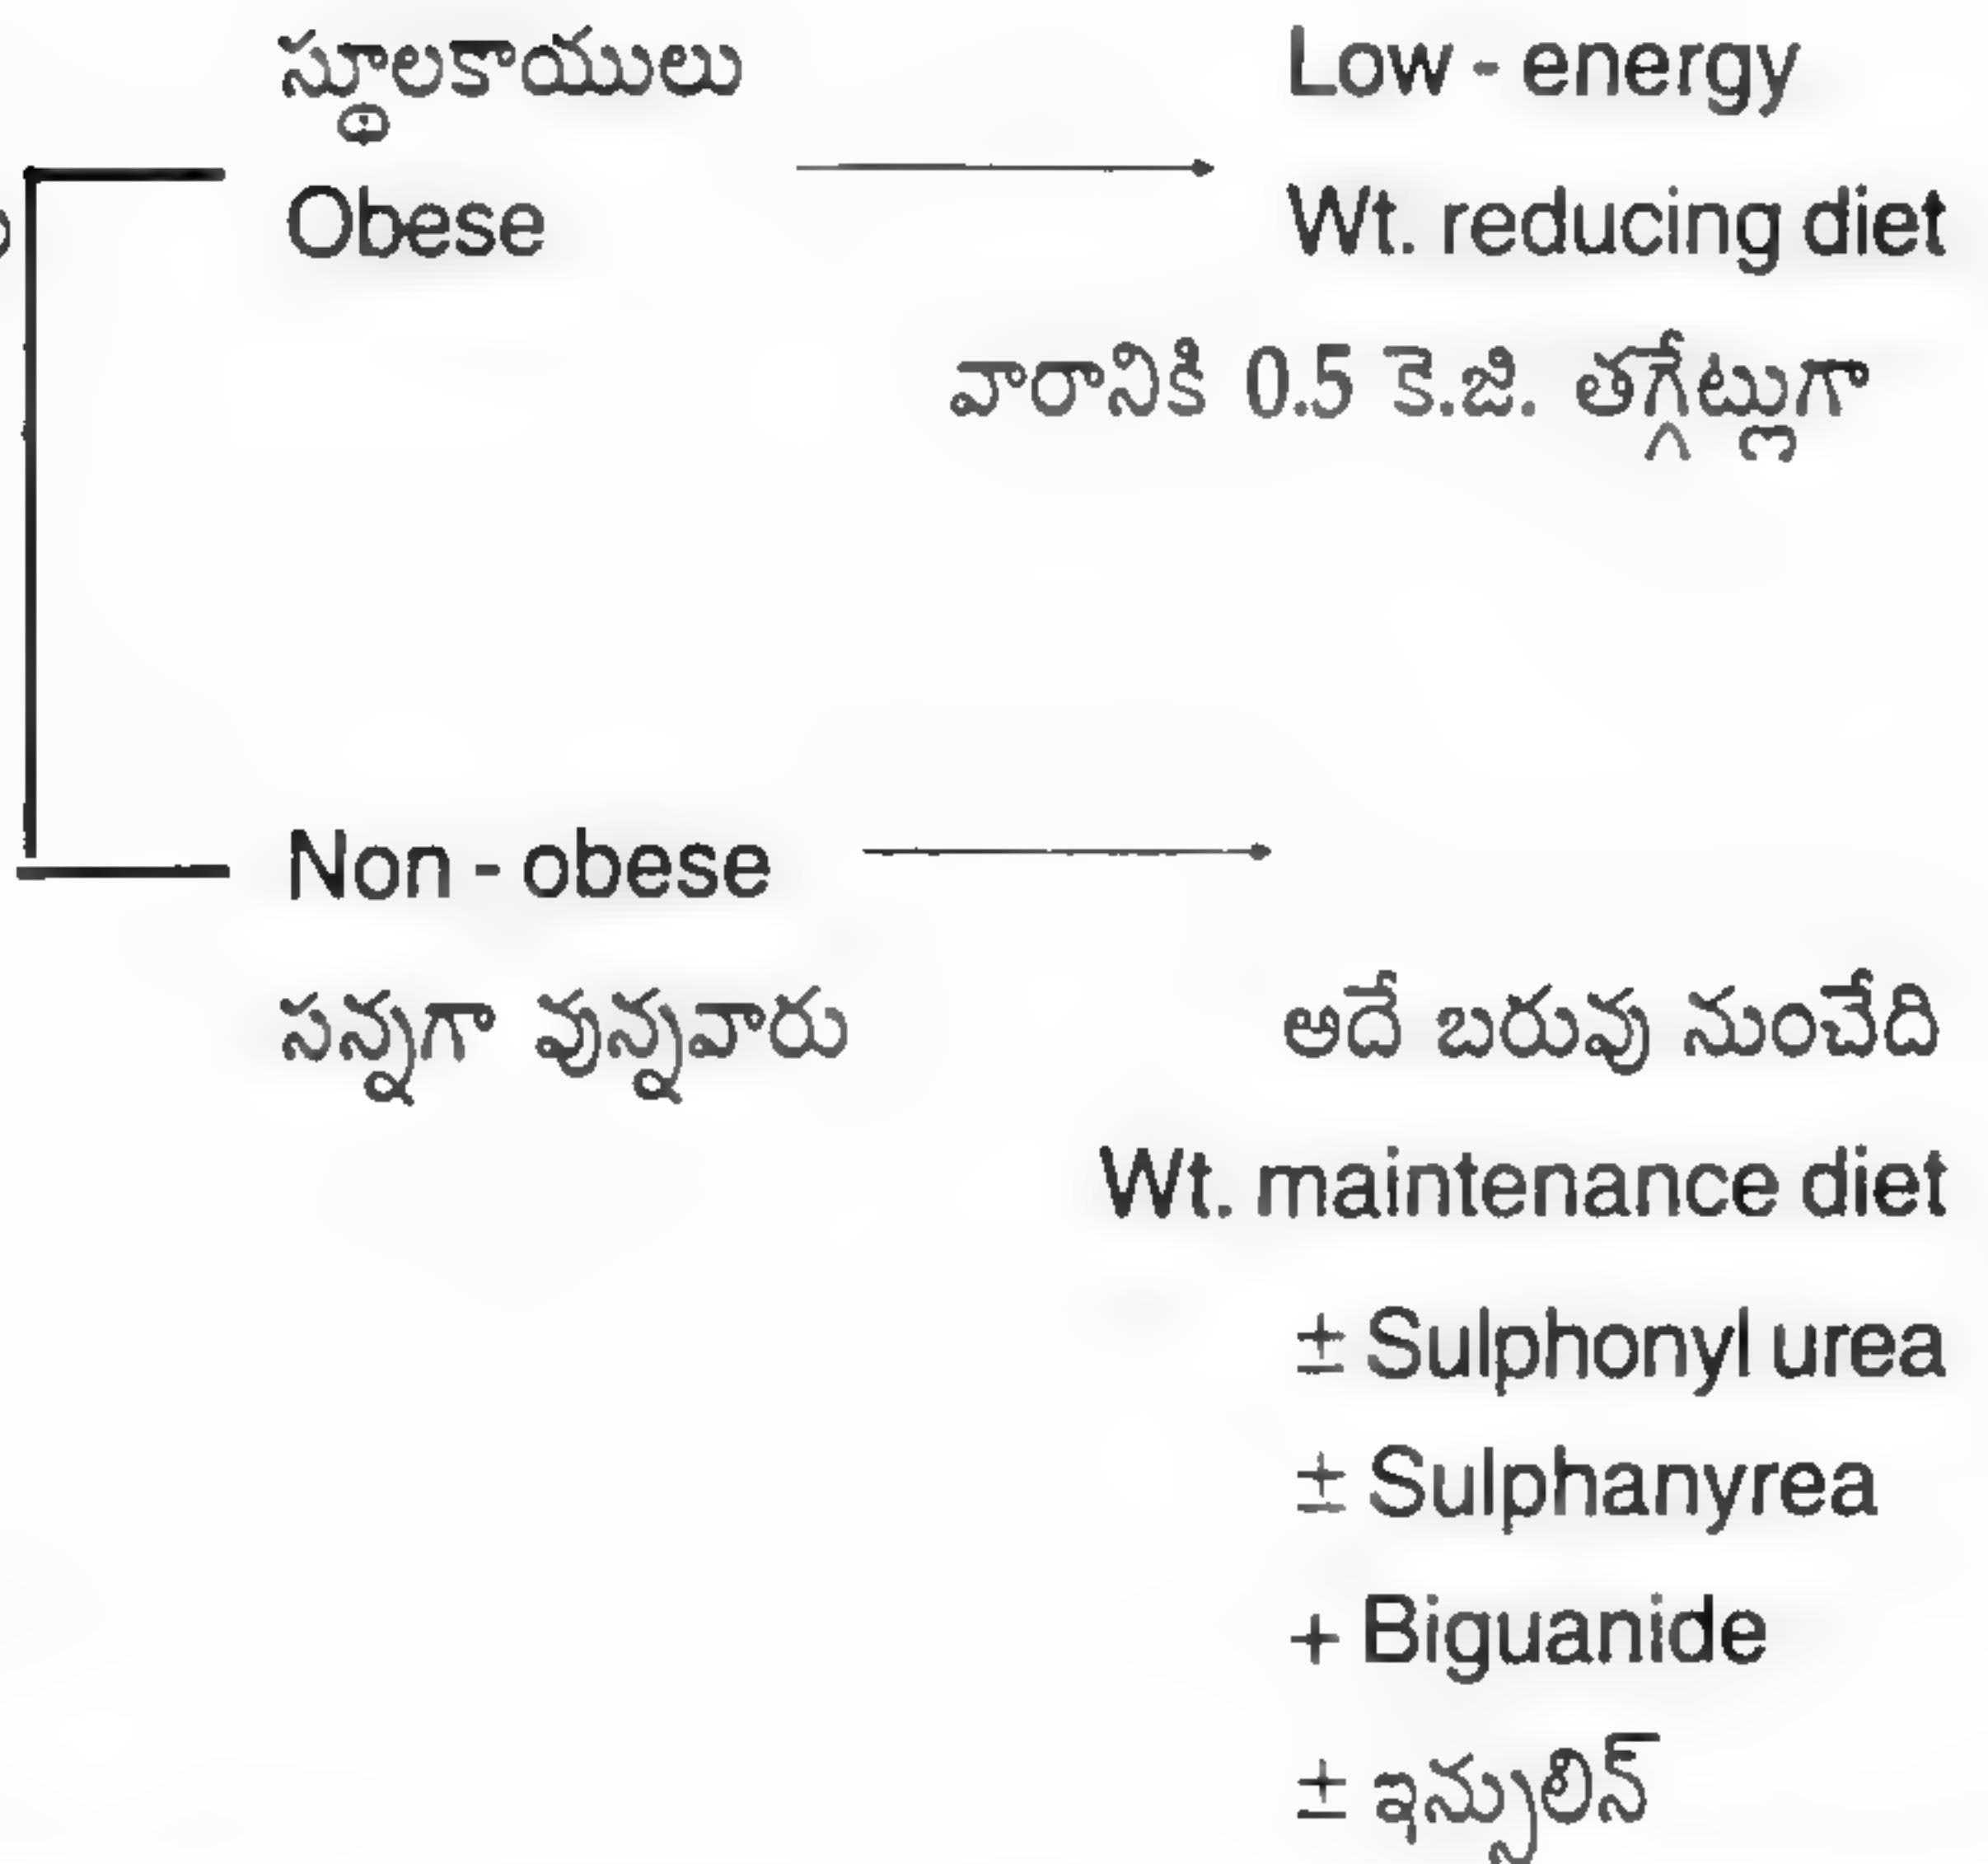 స్థూలకాయులు
Low - energy
Obese
Wt. reducing diet
వారానికి 0.5 కె.జి. తగ్గేట్లుగా
Non - obese
సన్నగా వున్నవారు
అదే బరువు నుంచేది
Wt. maintenance diet
± Sulphonyl urea
± Sulphanyrea
+ Biguanide
± ఇన్సులిన్